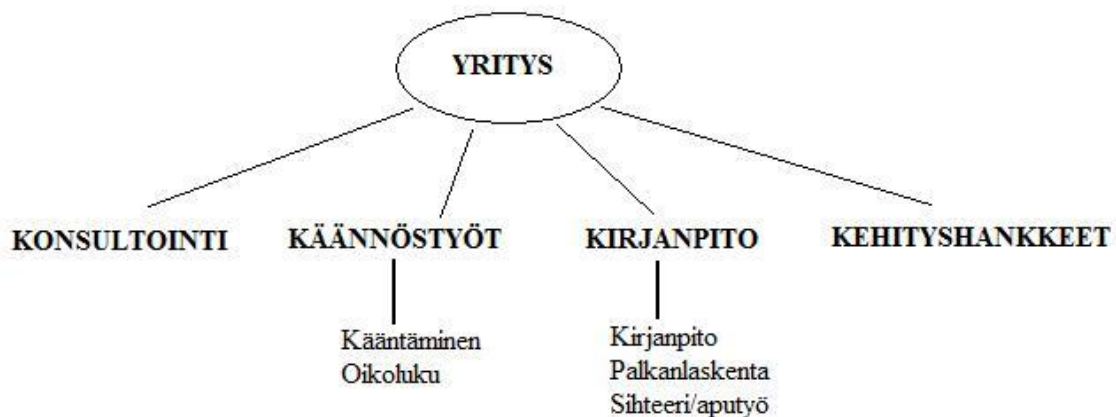 YRITYS
KONSULTOINTI
KÄÄNNÖSTYÖT
KIRJANPITO
KEHITYSHANKKEET
Kääntäminen
Oikoluku
Kirjanpito
Palkanlaskenta
Sihteeri/aputyö